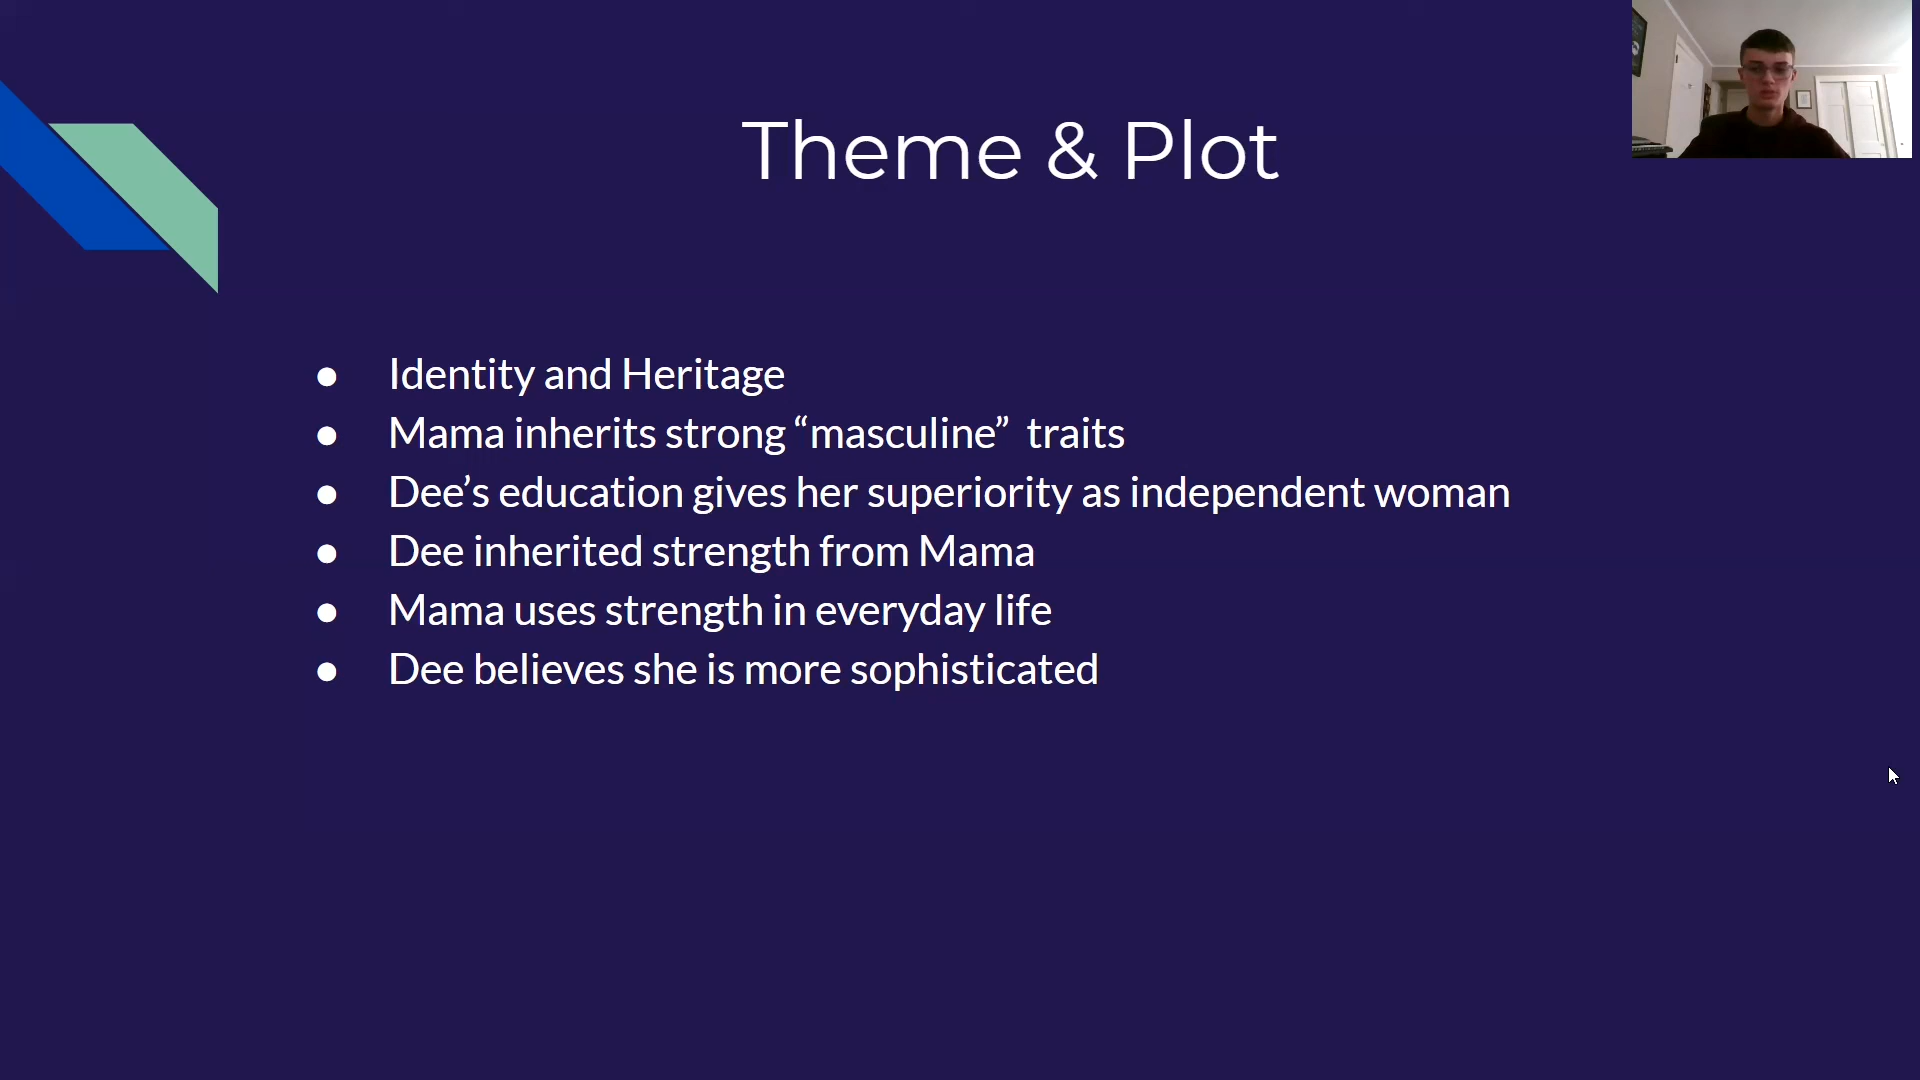 Theme & Plot
● Identity and Heritage
● Mama inherits strong “masculine”  traits
● Dee’s education gives her superiority as independent woman
● Dee inherited strength from Mama
● Mama uses strength in everyday life
● Dee believes she is more sophisticated